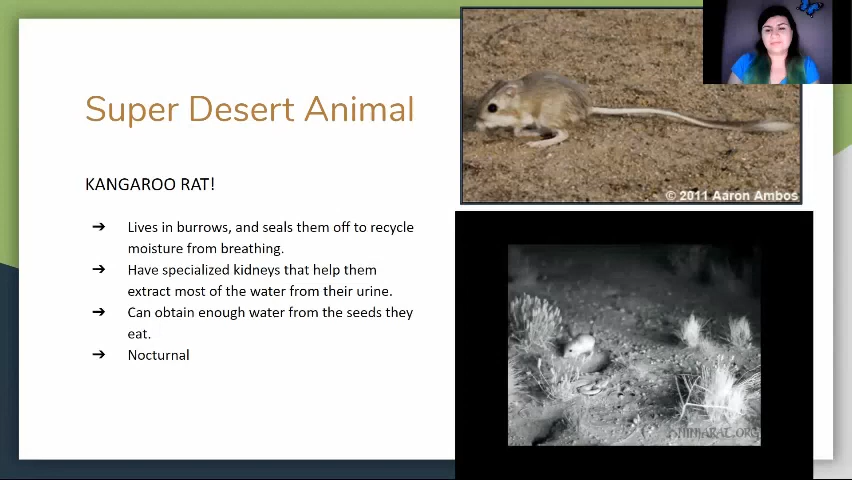 Super Desert Animal
KANGAROO RAT!
➔ Lives in burrows, and seals them off to recycle
moisture from breathing.
➔ Have specialized kidneys that help them
extract most of the water from their urine.
➔ Can obtain enough water from the seeds they
eat.
➔ Nocturnal
© 2011 Aaron Ambos
NINJARAT.ORG